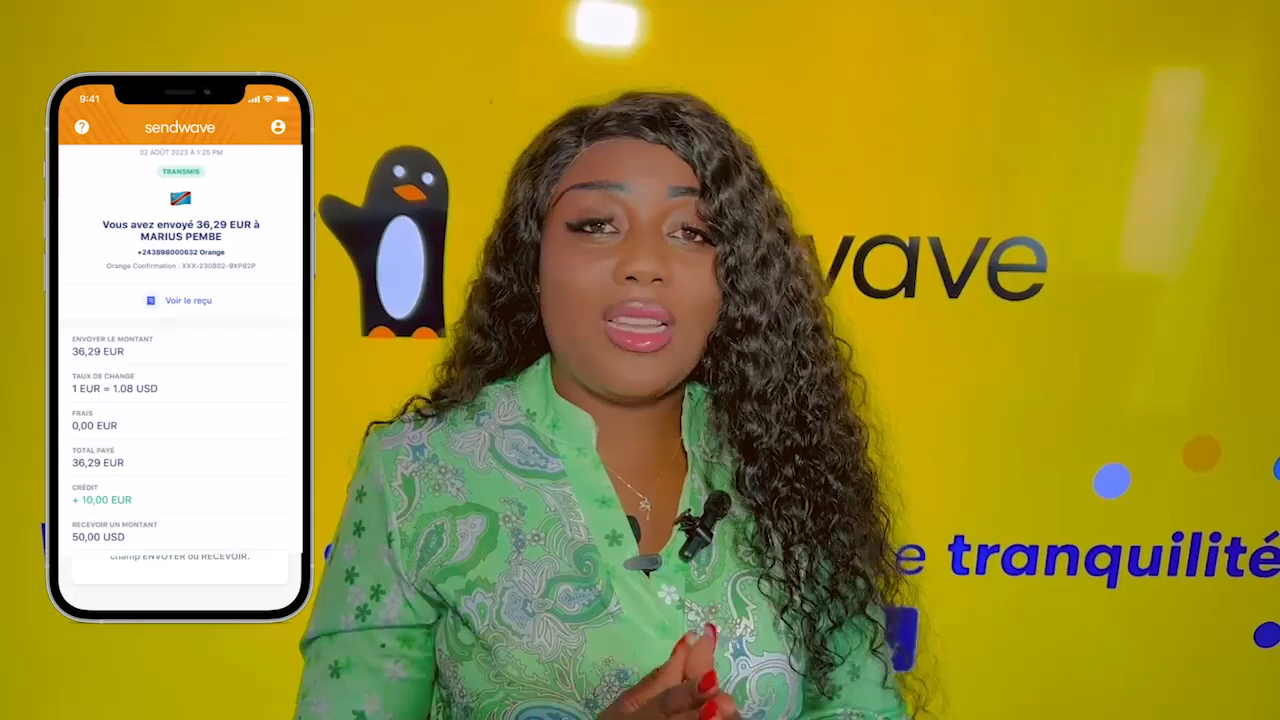 9:41
sendwave
02 AOÛT 2023 À 1:25 PM
TRANSMIS
Vous avez envoyé 36,29 EUR à
MARIUS PEMBE
+243898000632 Orange
Orange Confirmation : XXX-230802-9XP82P
Voir le reçu
ENVOYER LE MONTANT
36,29 EUR
TAUX DE CHANGE
1 EUR = 1.08 USD
FRAIS
0,00 EUR
TOTAL PAYÉ
36,29 EUR
CRÉDIT
+ 10,00 EUR
RECEVOIR UN MONTANT
50,00 USD
champ ENVOYER ou RECEVOIR.
wave
e tranquilité